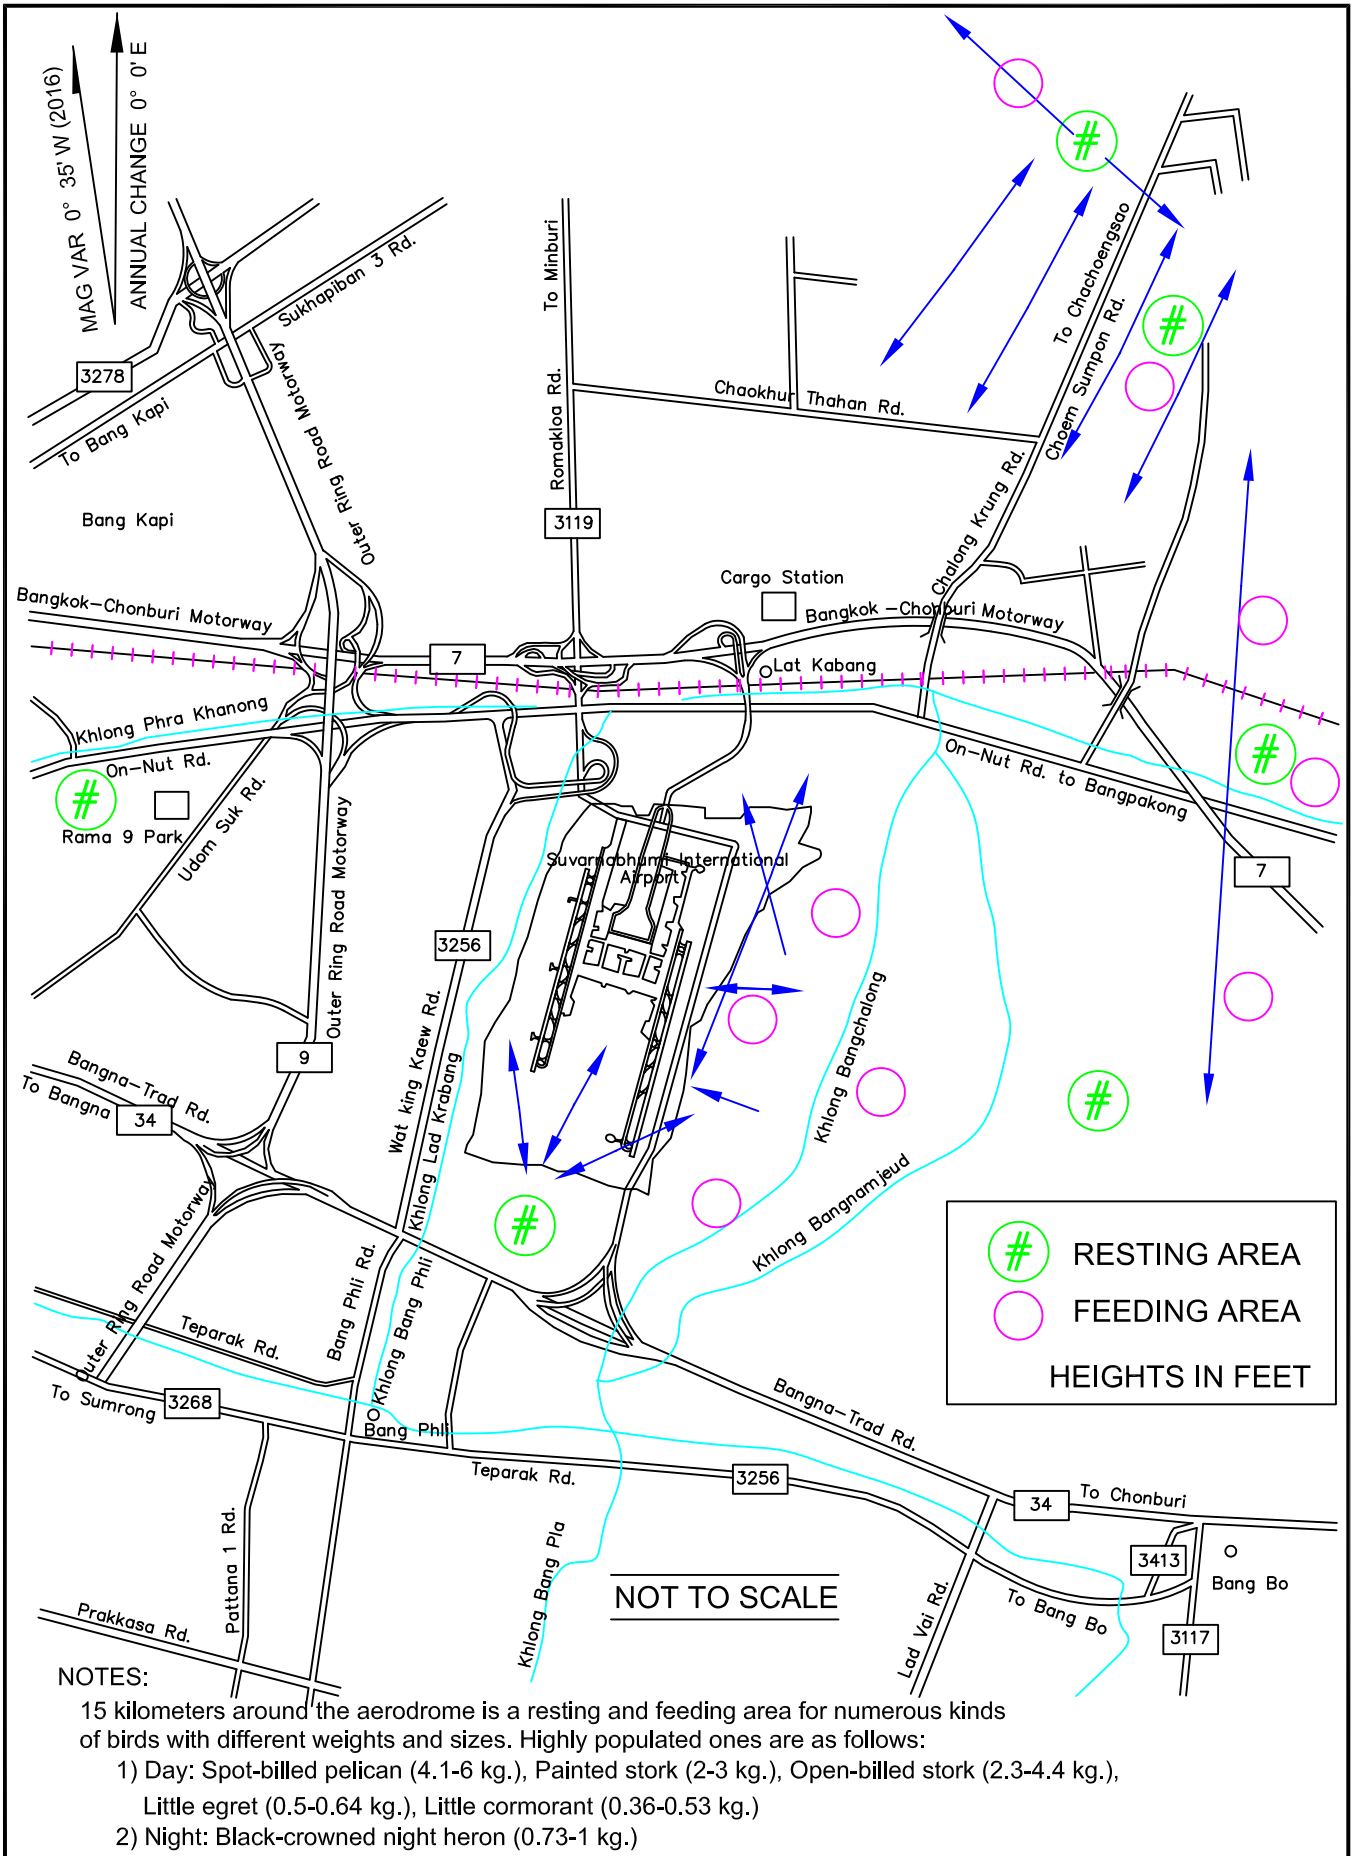 MAG VAR 0° 35' W (2016)
ANNUAL CHANGE 0° 0' E
Sukhapiban 3 Rd.
To Minburi
To Chachoengsao
Choem Sumpon Rd.
3278
To Bang Kapi
Outer Ring Road Motorway
Romakloa Rd.
Chaokhur Thahan Rd.
Chalong Krung Rd.
Bang Kapi
3119
Cargo Station
Bangkok-Chonburi Motorway
Bangkok-Chonburi Motorway
7
Lat Kabang
Khlong Phra Khanong
On-Nut Rd.
On-Nut Rd. to Bangpakong
Rama 9 Park
Udom Suk Rd.
Outer Ring Road Motorway
Suvarnabhumi International
Airport
7
3256
Wat king Kaew Rd.
Khlong Lad Krabang
Khlong Bangchalong
9
Bangna-Trad Rd.
To Bangna
34
Khlong Bangnamjeud
Outer Ring Road Motorway
Bang Phli Rd.
Khlong Bang Phli
RESTING AREA
FEEDING AREA
HEIGHTS IN FEET
Teparak Rd.
To Sumrong
3268
Bang Phli
Teparak Rd.
3256
Bangna-Trad Rd.
34
To Chonburi
Pattana 1 Rd.
Khlong Bang Pla
3413
Bang Bo
To Bang Bo
Lad Vai Rd.
3117
Prakkasa Rd.
NOT TO SCALE
NOTES:
15 kilometers around the aerodrome is a resting and feeding area for numerous kinds
of birds with different weights and sizes. Highly populated ones are as follows:
1) Day: Spot-billed pelican (4.1-6 kg.), Painted stork (2-3 kg.), Open-billed stork (2.3-4.4 kg.),
Little egret (0.5-0.64 kg.), Little cormorant (0.36-0.53 kg.)
2) Night: Black-crowned night heron (0.73-1 kg.)